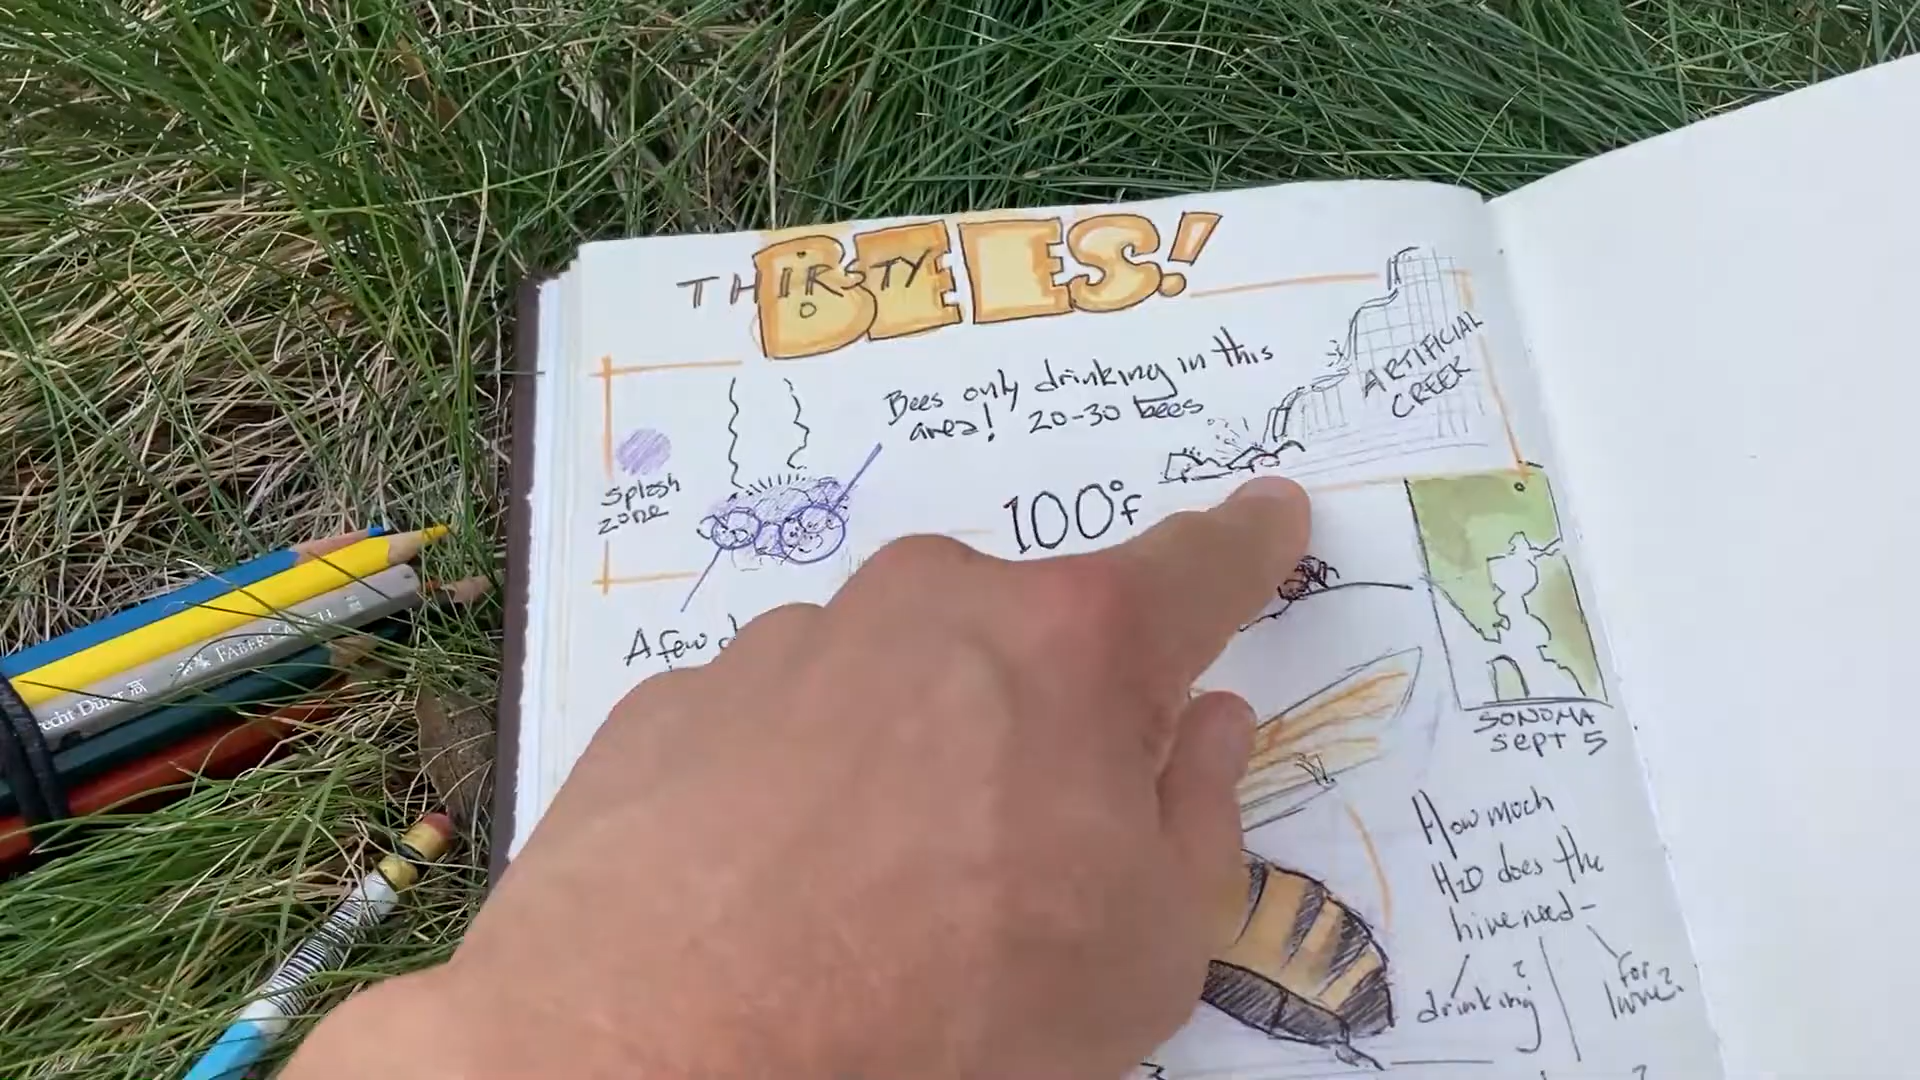 THIRSTY
BEES!
ARTIFICIAL
CREEK
Bees only drinking in this
area! 20-30 bees
Splash
zone
100°f
A few
SONOMA
Sept 5
How much
H2O does the
hive need-
drinking?
for
FABER CASTELL